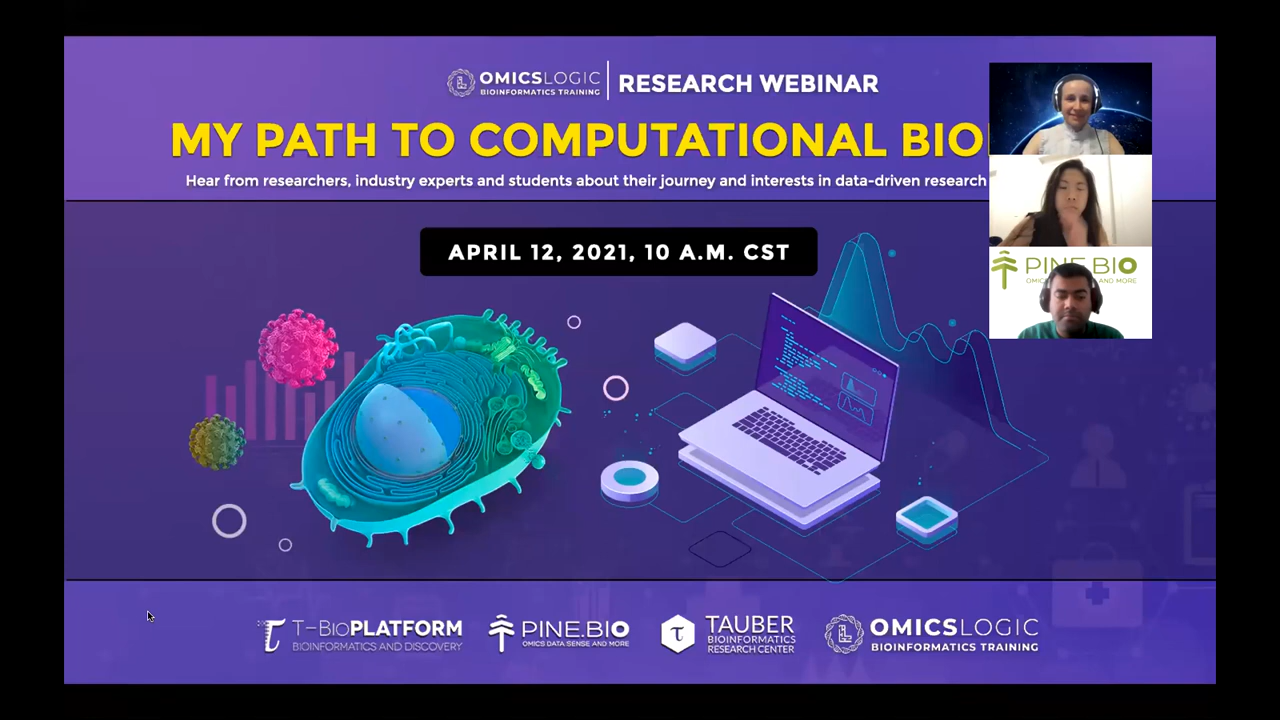 OMICSLOGIC
BIOINFORMATICS TRAINING
RESEARCH WEBINAR
MY PATH TO COMPUTATIONAL BIO
Hear from researchers, industry experts and students about their journey and interests in data-driven research
APRIL 12, 2021, 10 A.M. CST
PINE.BIO
AND MORE
T-BIOPLATFORM
BIOINFORMATICS AND DISCOVERY
PINE.BIO
OMICS DATA SENSE AND MORE
TAUBER
BIOINFORMATICS
RESEARCH CENTER
OMICSLOGIC
BIOINFORMATICS TRAINING